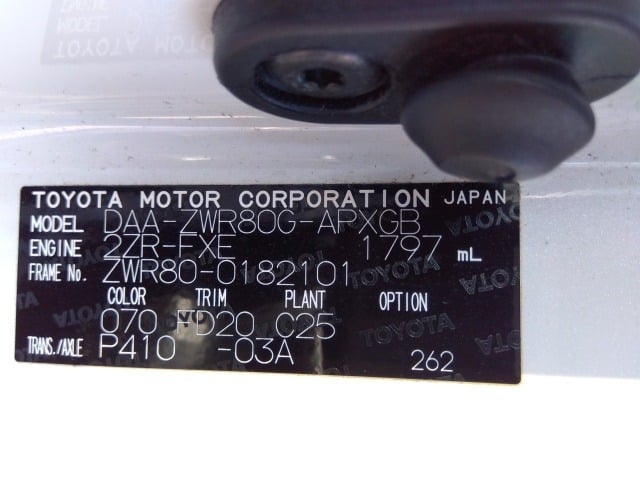 TOYOTA MOTOR CORPORATION JAPAN
MODEL DAA-ZWR80G-APXGB
ENGINE 2ZR-FXE 1797 mL
FRAME No. ZWR80-0182101
COLOR TRIM PLANT OPTION
070 FD20 C25
TRANS./AXLE P410 -03A 262